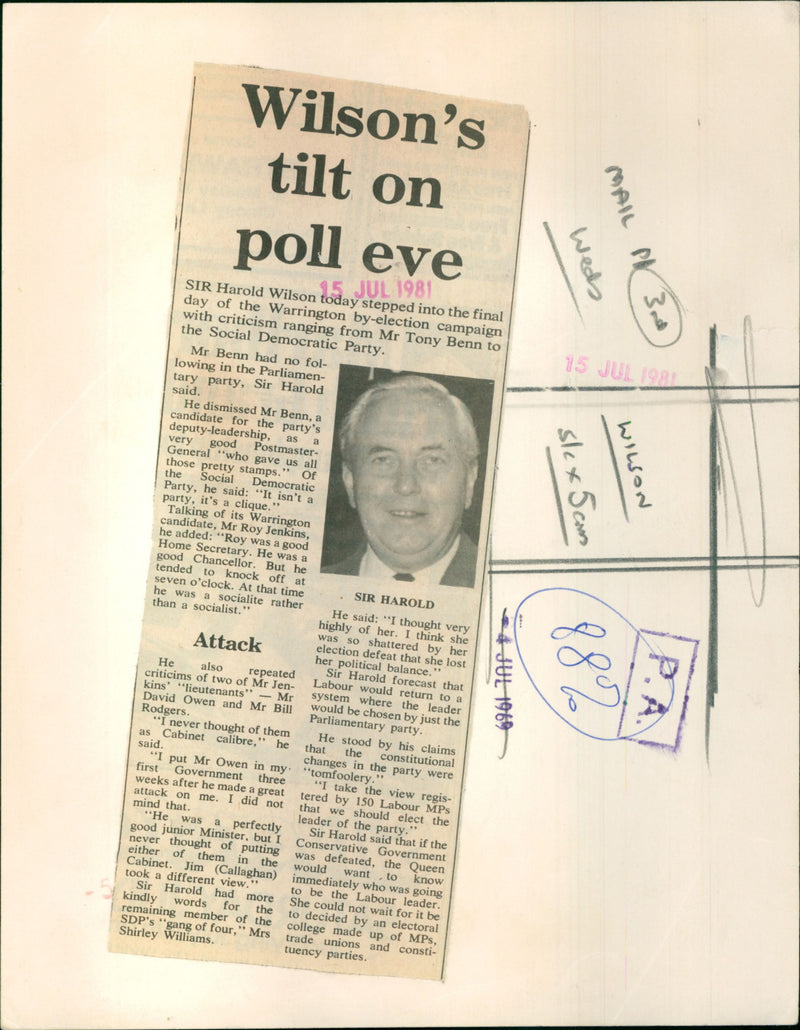 Wilson's
tilt on
poll eve
15 JUL 1981
SIR Harold Wilson today stepped into the final
day of the Warrington by-election campaign
with criticism ranging from Mr Tony Benn to
the Social Democratic Party.
Mr Benn had no fol-
lowing in the Parliamen-
tary party, Sir Harold
said.
He dismissed Mr Benn, a
candidate for the party's
deputy-leadership, as a
very good Postmaster-
General "who gave us all
those pretty stamps." Of
the Social Democratic
Party, he said: "It isn't a
party, it's a clique."
Talking of its Warrington
candidate, Mr Roy Jenkins,
he added: "Roy was a good
Home Secretary. He was a
good Chancellor. But he
tended to knock off at
seven o'clock. At that time
he was a socialite rather
than a socialist."
Attack
He also repeated
criticims of two of Mr Jen-
kins' "lieutenants" — Mr
David Owen and Mr Bill
Rodgers.
"I never thought of them
as Cabinet calibre," he
said.
"I put Mr Owen in my
first Government three
weeks after he made a great
attack on me. I did not
mind that.
"He was a perfectly
good junior Minister, but I
never thought of putting
either of them in the
Cabinet. Jim (Callaghan)
took a different view."
Sir Harold had more
kindly words for the
remaining member of the
SDP's "gang of four," Mrs
Shirley Williams.
SIR HAROLD
He said: "I thought very
highly of her. I think she
was so shattered by her
election defeat that she lost
her political balance."
Sir Harold forecast that
Labour would return to a
system where the leader
would be chosen by just the
Parliamentary party.
He stood by his claims
that the constitutional
changes in the party were
"tomfoolery."
"I take the view regis-
tered by 150 Labour MPs
that we should elect the
leader of the party."
Sir Harold said that if the
Conservative Government
was defeated, the Queen
would want to know
immediately who was going
to be the Labour leader.
She could not wait for it be
to decided by an electoral
college made up of MPs,
trade unions and consti-
tuency parties.
MAIL
3rd
Weds
15 JUL 1981
WILSON
s/c x 5cms
88%
P.A.
4 JUL 1969